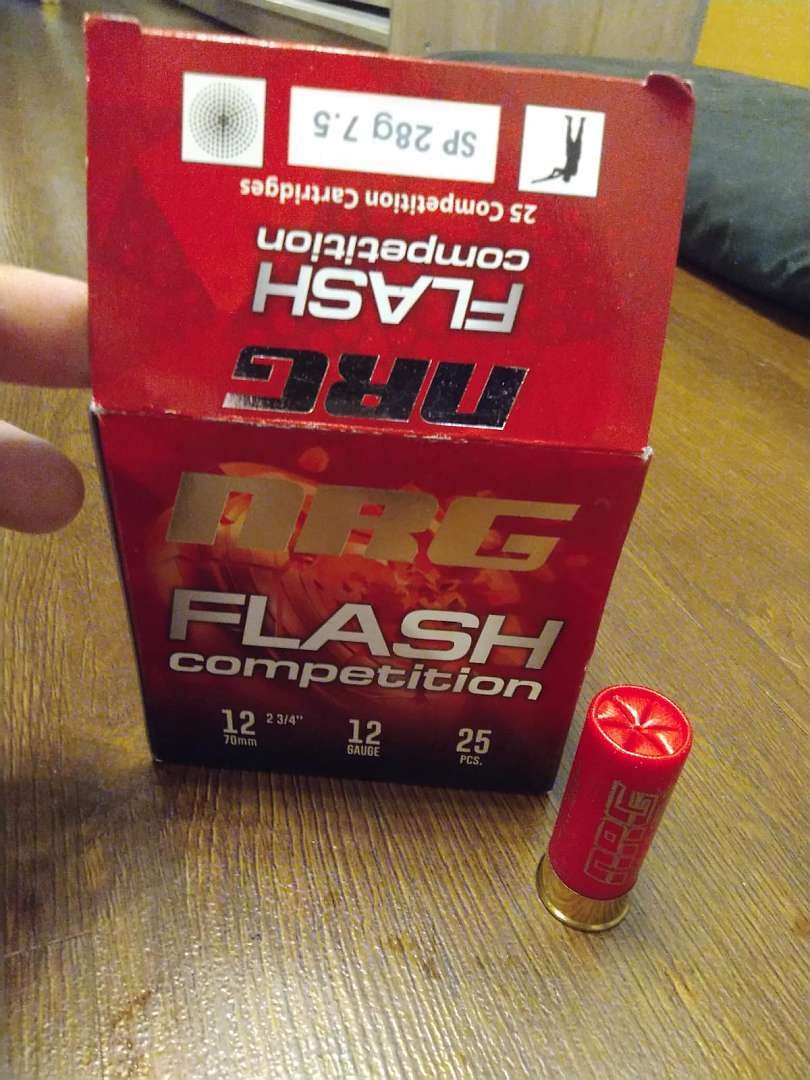 SP 28g 7.5
25 Competition Cartridges
FLASH
competition
nRG
nRG
FLASH
competition
12 2 3/4" 12 25
70mm GAUGE PCS.
NRG